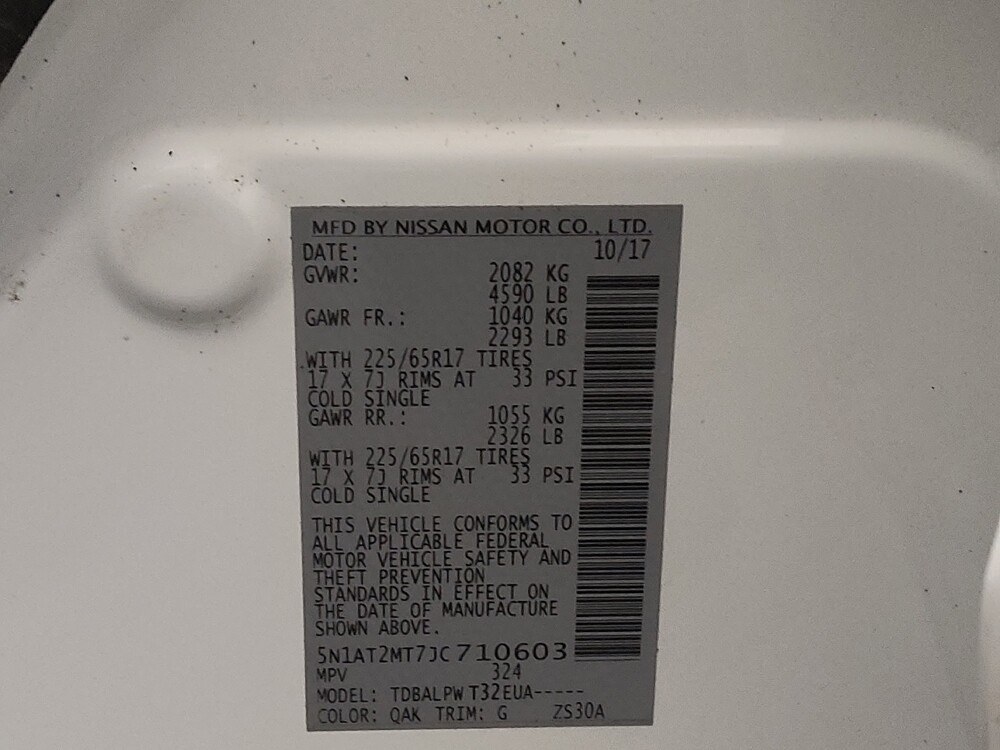 MFD BY NISSAN MOTOR CO., LTD.
DATE: 10/17
GVWR: 2082 KG
4590 LB
GAWR FR.: 1040 KG
2293 LB
WITH 225/65R17 TIRES
17 X 7J RIMS AT 33 PSI
COLD SINGLE
GAWR RR.: 1055 KG
2326 LB
WITH 225/65R17 TIRES
17 X 7J RIMS AT 33 PSI
COLD SINGLE
THIS VEHICLE CONFORMS TO
ALL APPLICABLE FEDERAL
MOTOR VEHICLE SAFETY AND
THEFT PREVENTION
STANDARDS IN EFFECT ON
THE DATE OF MANUFACTURE
SHOWN ABOVE.
5N1AT2MT7JC710603
MPV 324
MODEL: TDBALPW T32EUA-----
COLOR: QAK TRIM: G ZS30A